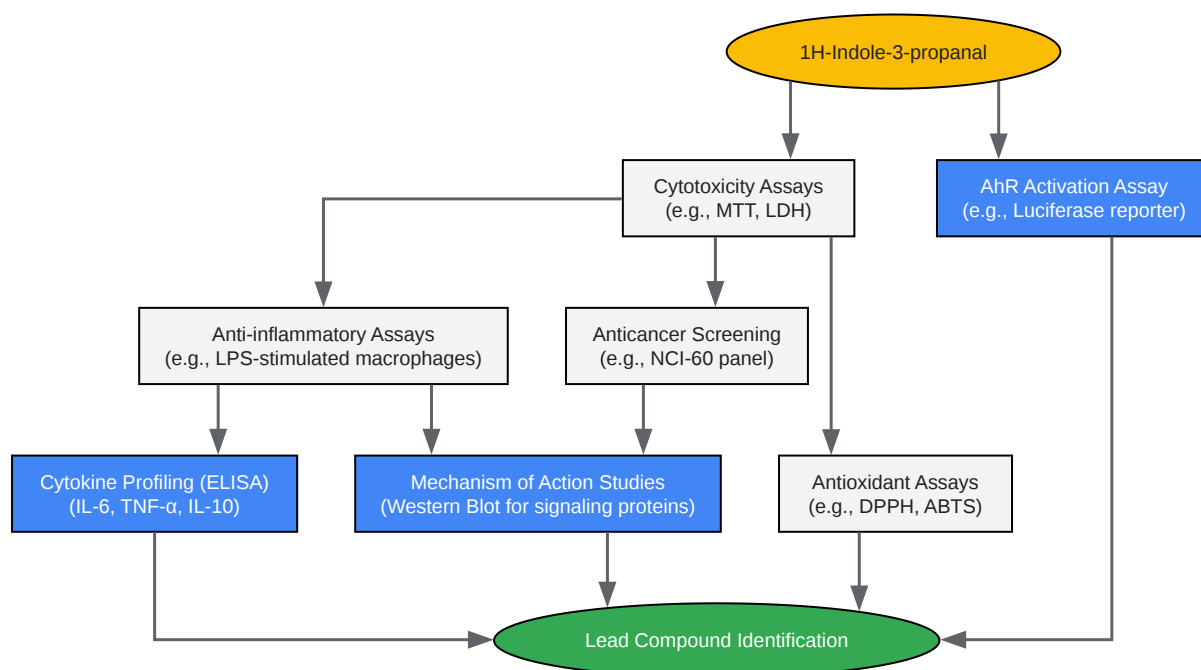 1H-Indole-3-propanal
Cytotoxicity Assays
(e.g., MTT, LDH)
AhR Activation Assay
(e.g., Luciferase reporter)
Anti-inflammatory Assays
(e.g., LPS-stimulated macrophages)
Anticancer Screening
(e.g., NCI-60 panel)
Cytokine Profiling (ELISA)
(IL-6, TNF-α, IL-10)
Mechanism of Action Studies
(Western Blot for signaling proteins)
Antioxidant Assays
(e.g., DPPH, ABTS)
Lead Compound Identification